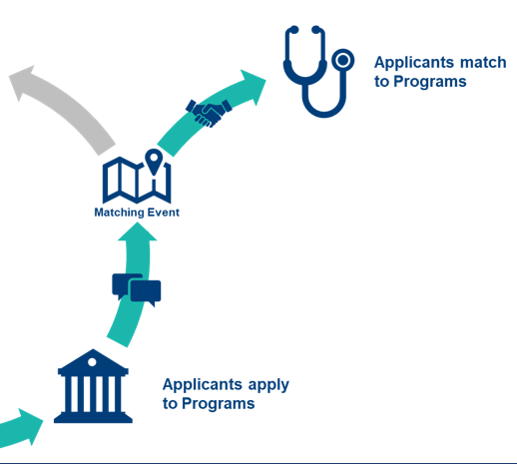 Applicants match
to Programs
Matching Event
Applicants apply
to Programs